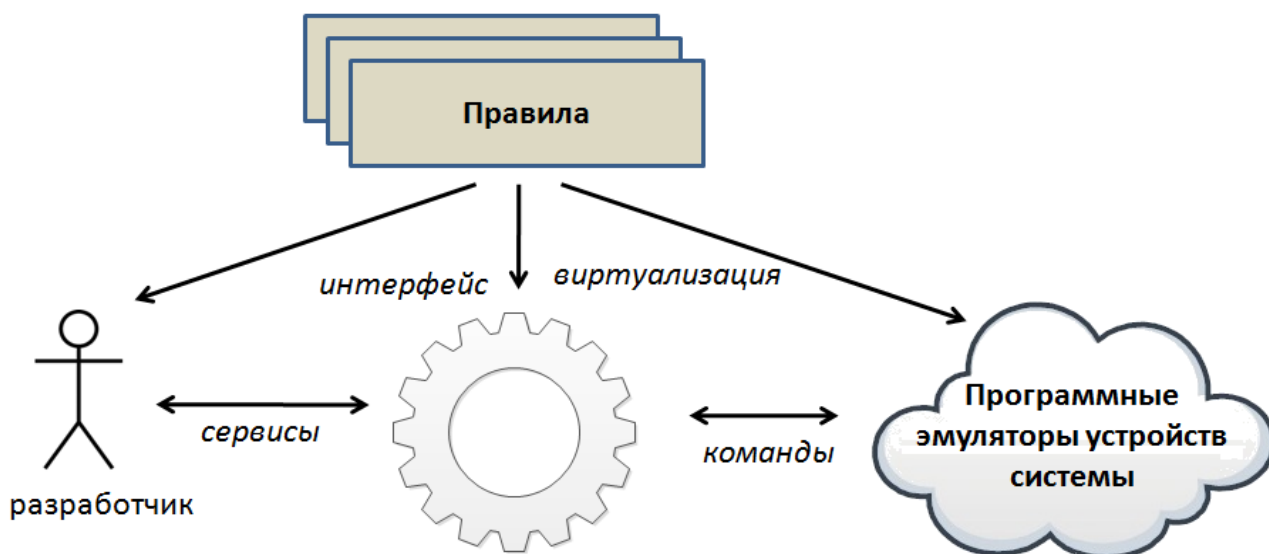 Правила
интерфейс
виртуализация
сервисы
команды
Программные
эмуляторы устройств
системы
разработчик